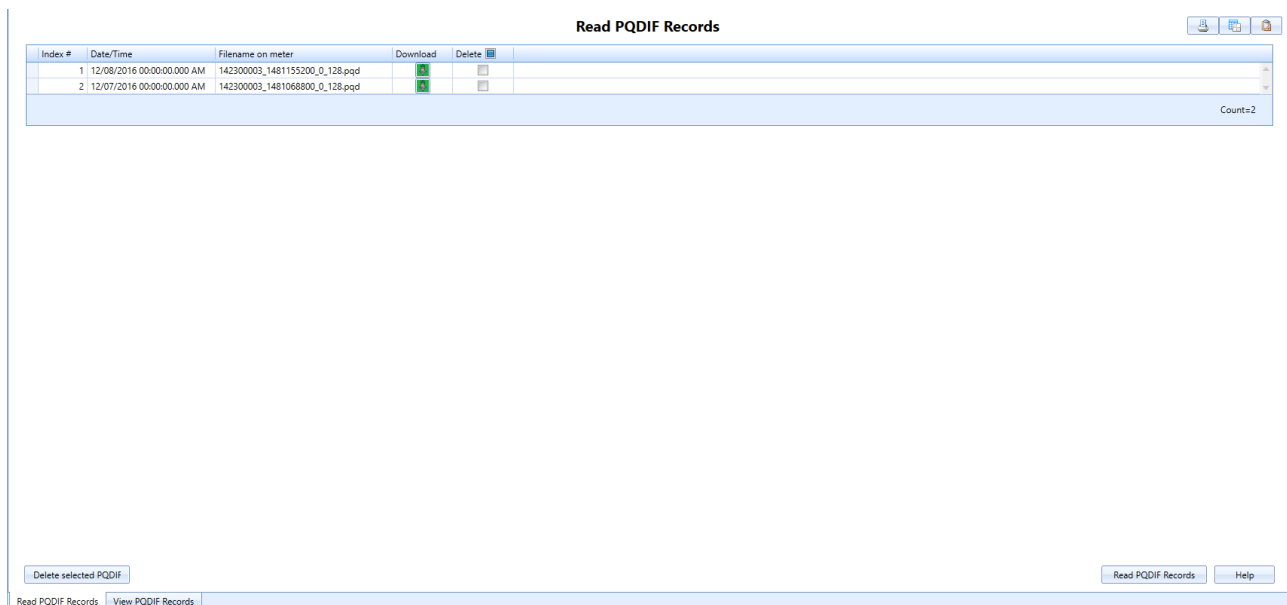 Read PQDIF Records
Index # Date/Time Filename on meter Download Delete
1 12/08/2016 00:00:00.000 AM 142300003_1481155200_0_128.pqd
2 12/07/2016 00:00:00.000 AM 142300003_1481068800_0_128.pqd
Count=2
Delete selected PQDIF Read PQDIF Records Help
Read PQDIF Records View PQDIF Records